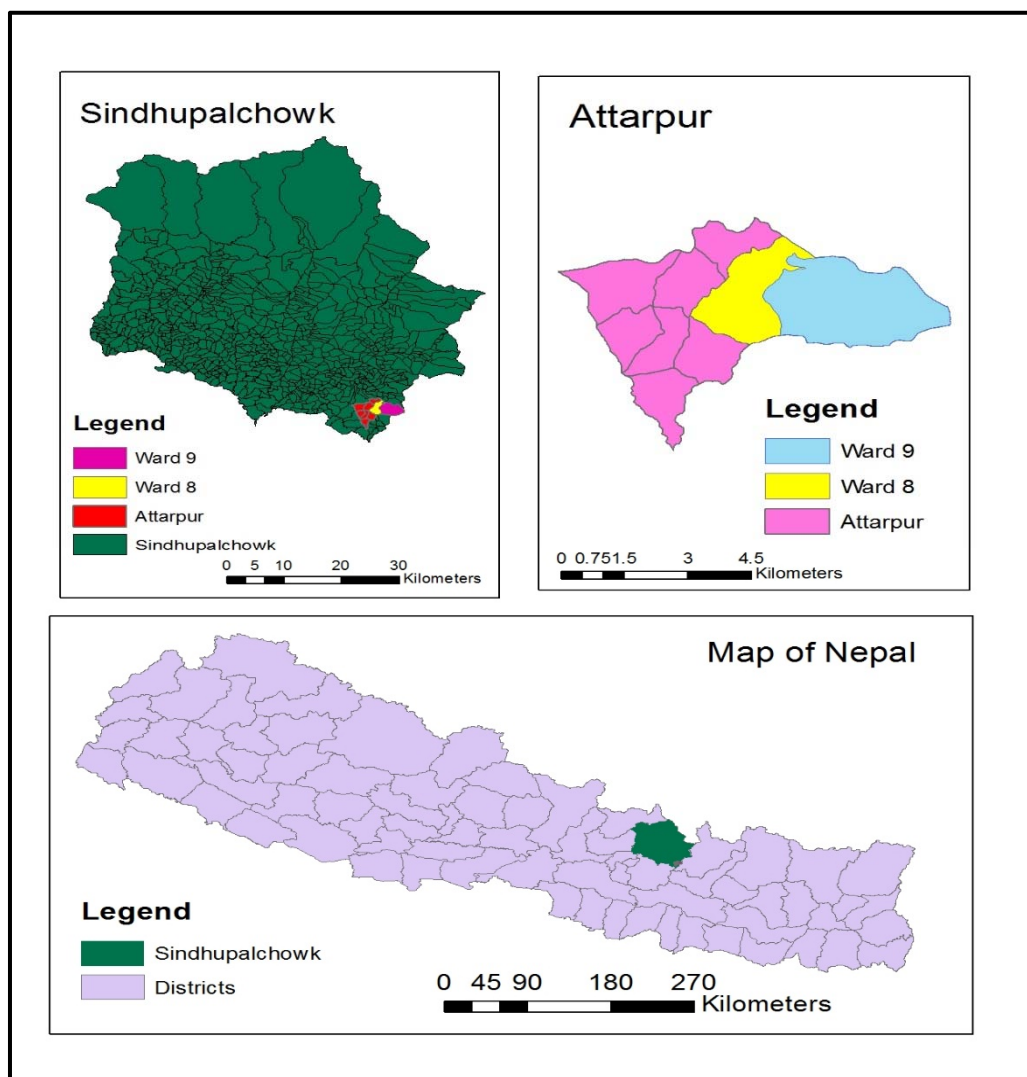 Sindhupalchowk
Legend
Ward 9
Ward 8
Attarpur
Sindhupalchowk
0 5 10 20 30
Kilometers
Attarpur
Legend
Ward 9
Ward 8
Attarpur
0 0.751.5 3 4.5
Kilometers
Map of Nepal
Legend
Sindhupalchowk
Districts
0 45 90 180 270
Kilometers